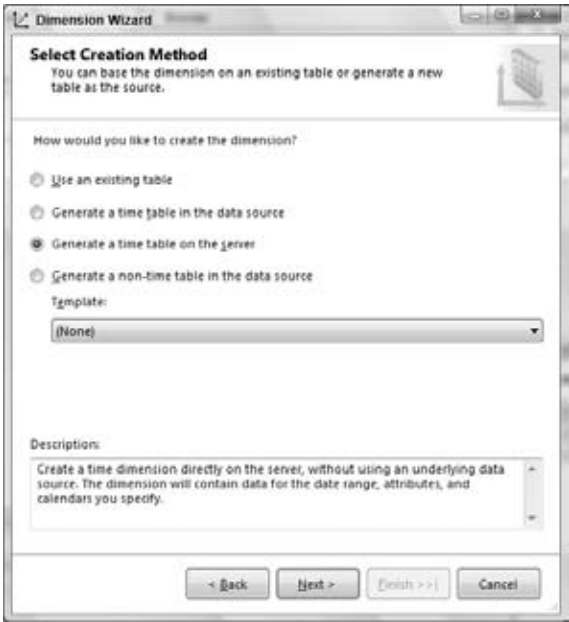 Dimension Wizard
Select Creation Method
You can base the dimension on an existing table or generate a new
table as the source.
How would you like to create the dimension?
Use an existing table
Generate a time table in the data source
Generate a time table on the server
Generate a non-time table in the data source
Template:
(None)
Description:
Create a time dimension directly on the server, without using an underlying data
source. The dimension will contain data for the date range, attributes, and
calendars you specify.
< Back Next > Finish >>| Cancel